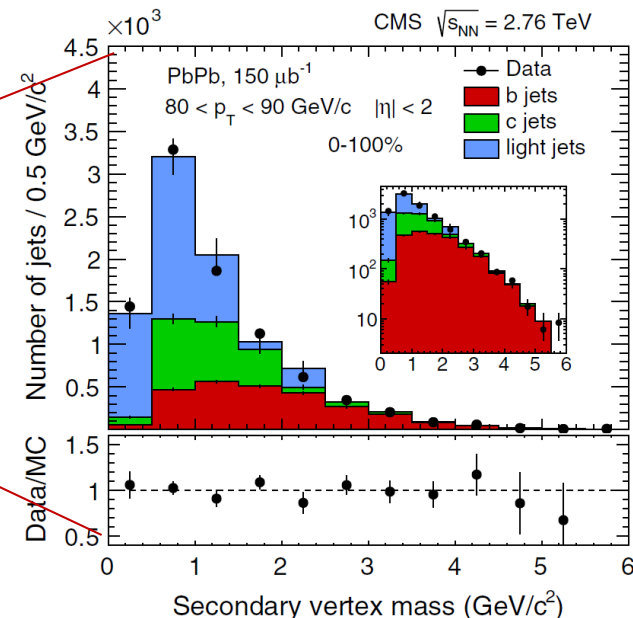 ×10³
CMS √s_NN = 2.76 TeV
4.5
4
3.5
3
2.5
2
1.5
1
0.5
Number of jets / 0.5 GeV/c²
PbPb, 150 μb⁻¹
80 < p_T < 90 GeV/c |η| < 2
0-100%
Data
b jets
c jets
light jets
10³
10²
10
0 1 2 3 4 5 6
1.5
1
0.5
Data/MC
0 1 2 3 4 5 6
Secondary vertex mass (GeV/c²)